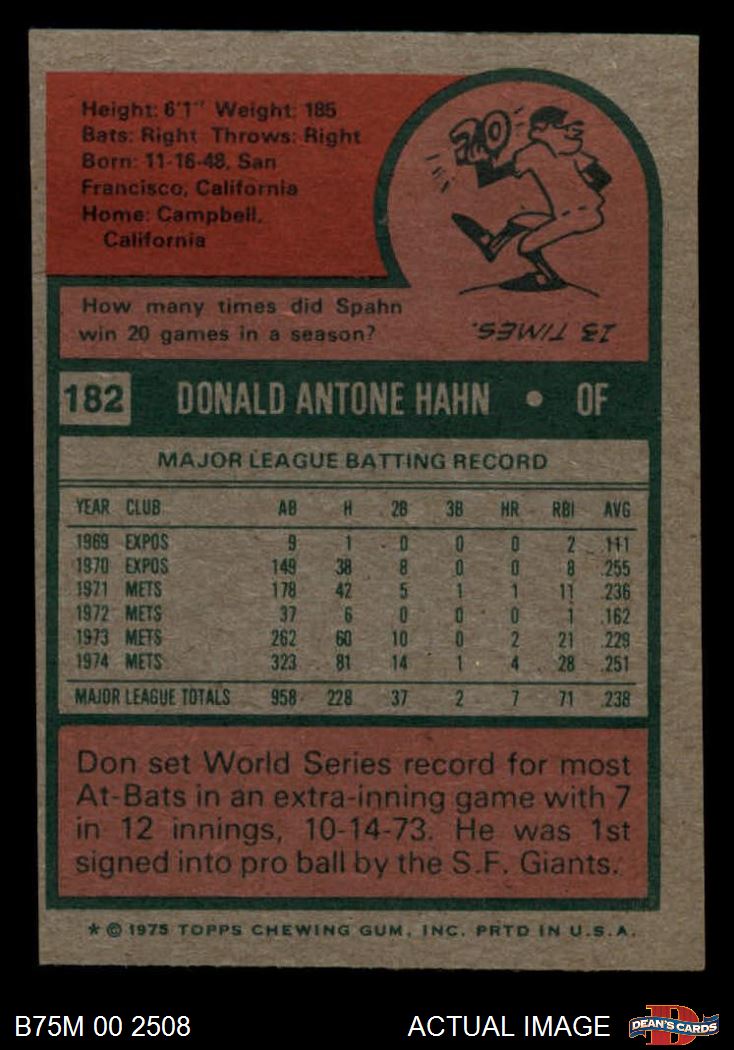 Height: 6'1" Weight: 185
Bats: Right Throws: Right
Born: 11-16-48, San
Francisco, California
Home: Campbell,
California
20
How many times did Spahn
win 20 games in a season?
13 TIMES.
182 DONALD ANTONE HAHN • OF
MAJOR LEAGUE BATTING RECORD
YEAR CLUB AB H 2B 3B HR RBI AVG
1969 EXPOS 9 1 0 0 0 2 .111
1970 EXPOS 149 38 8 0 0 8 .255
1971 METS 178 42 5 1 1 11 .236
1972 METS 37 6 0 0 0 1 .162
1973 METS 262 60 10 0 2 21 .229
1974 METS 323 81 14 1 4 28 .251
MAJOR LEAGUE TOTALS 958 228 37 2 7 71 .238
Don set World Series record for most
At-Bats in an extra-inning game with 7
in 12 innings, 10-14-73. He was 1st
signed into pro ball by the S.F. Giants.
* © 1975 TOPPS CHEWING GUM, INC. PRTD IN U.S.A.
B75M 00 2508 ACTUAL IMAGE D DEAN'S CARDS